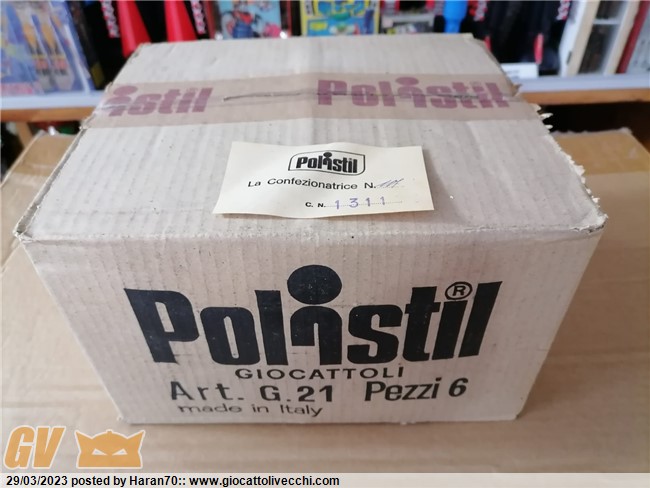 Polistil
Polistil
Polistil
La Confezionatrice N.
C. N. 1311
Polistil®
GIOCATTOLI
Art. G.21 Pezzi 6
made in Italy
GV
29/03/2023 posted by Haran70:: www.giocattolivecchi.com